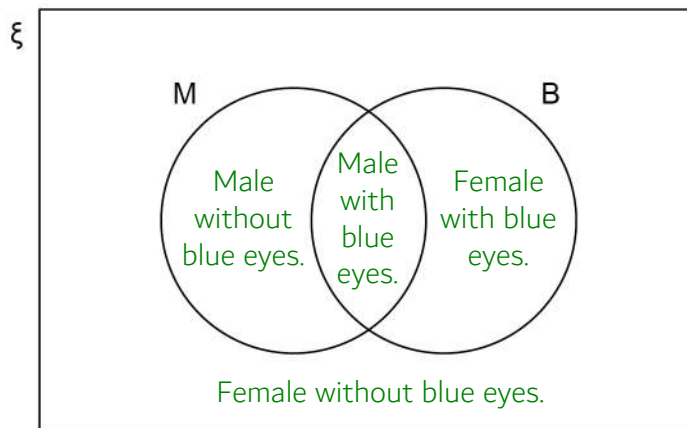 ξ
M
B
Male
without
blue eyes.
Male
with
blue
eyes.
Female
with blue
eyes.
Female without blue eyes.